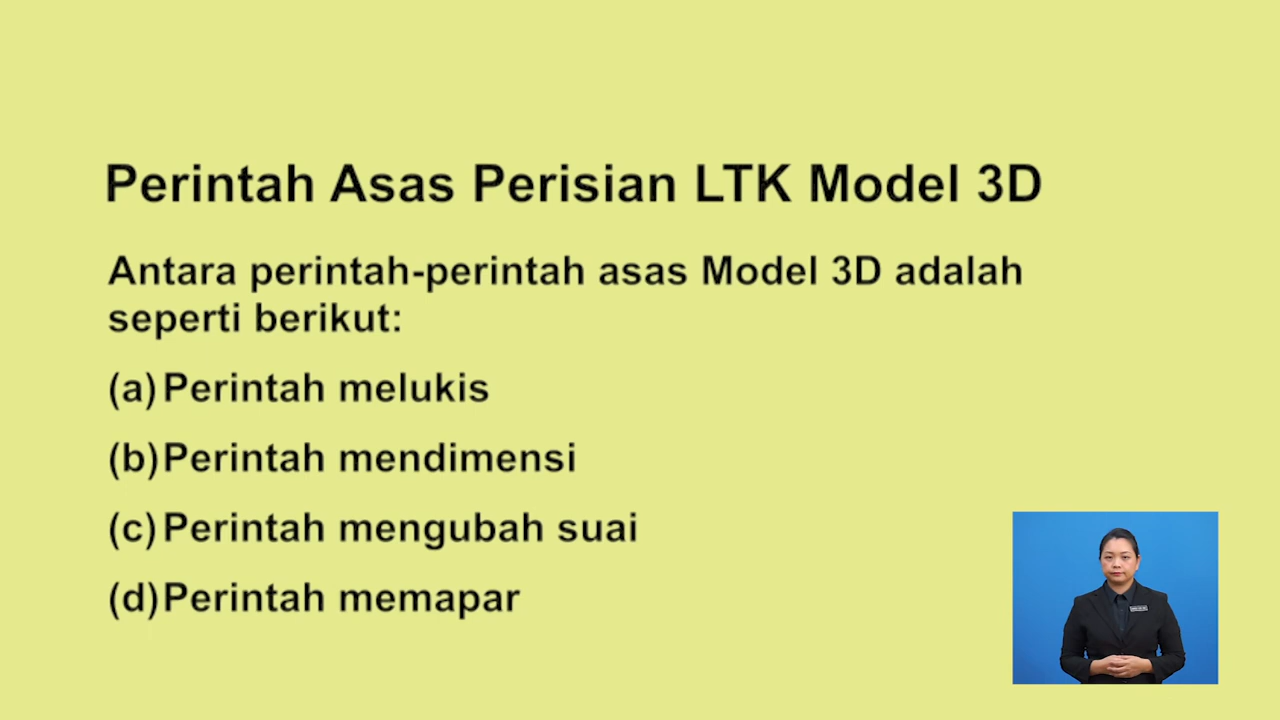 Perintah Asas Perisian LTK Model 3D
Antara perintah-perintah asas Model 3D adalah
seperti berikut:
(a) Perintah melukis
(b) Perintah mendimensi
(c) Perintah mengubah suai
(d) Perintah memapar